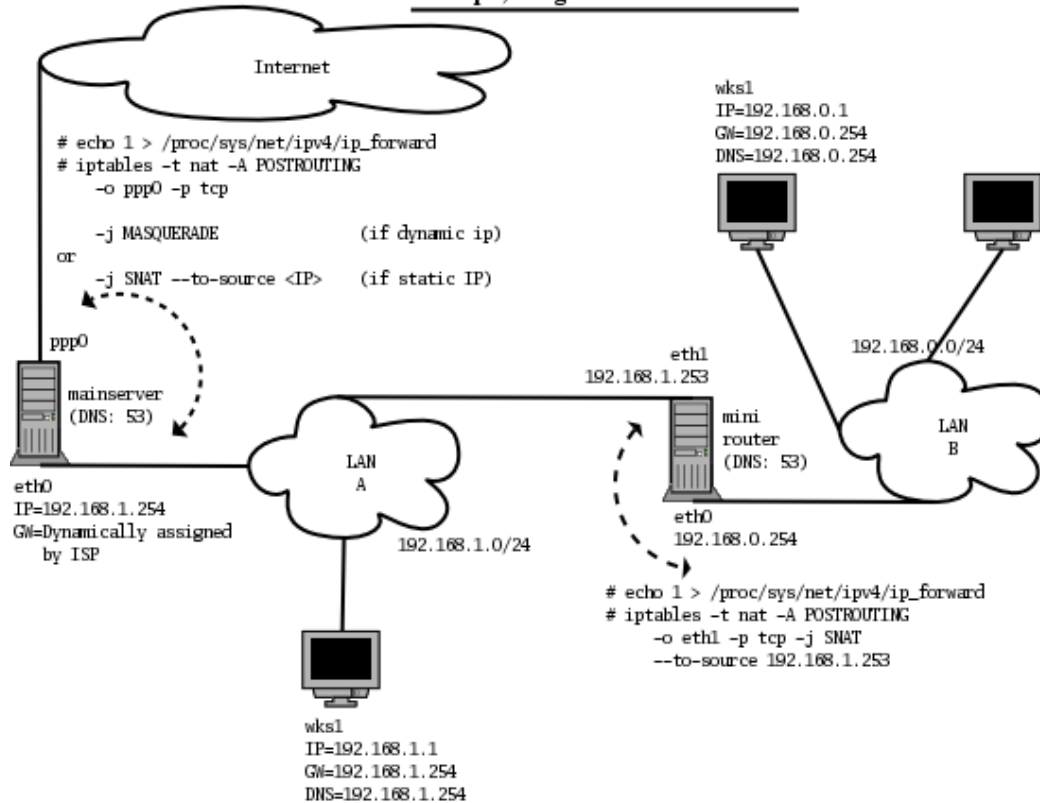 Internet
# echo 1 > /proc/sys/net/ipv4/ip_forward
# iptables -t nat -A POSTROUTING
-o ppp0 -p tcp
-j MASQUERADE (if dynamic ip)
or
-j SNAT --to-source <IP> (if static IP)
ppp0
mainserver
(DNS: 53)
eth0
IP=192.168.1.254
GW=Dynamically assigned
by ISP
LAN
A
192.168.1.0/24
wks1
IP=192.168.1.1
GW=192.168.1.254
DNS=192.168.1.254
wks1
IP=192.168.0.1
GW=192.168.0.254
DNS=192.168.0.254
192.168.0.0/24
LAN
B
eth1
192.168.1.253
mini
router
(DNS: 53)
eth0
192.168.0.254
# echo 1 > /proc/sys/net/ipv4/ip_forward
# iptables -t nat -A POSTROUTING
-o eth1 -p tcp -j SNAT
--to-source 192.168.1.253